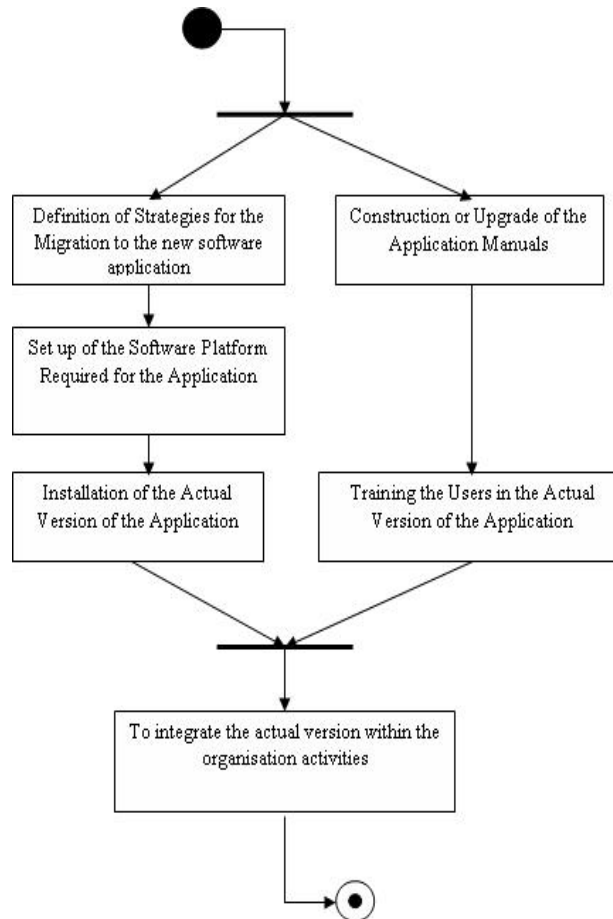 Definition of Strategies for the
Migration to the new software
application
Construction or Upgrade of the
Application Manuals
Set up of the Software Platform
Required for the Application
Installation of the Actual
Version of the Application
Training the Users in the Actual
Version of the Application
To integrate the actual version within the
organisation activities